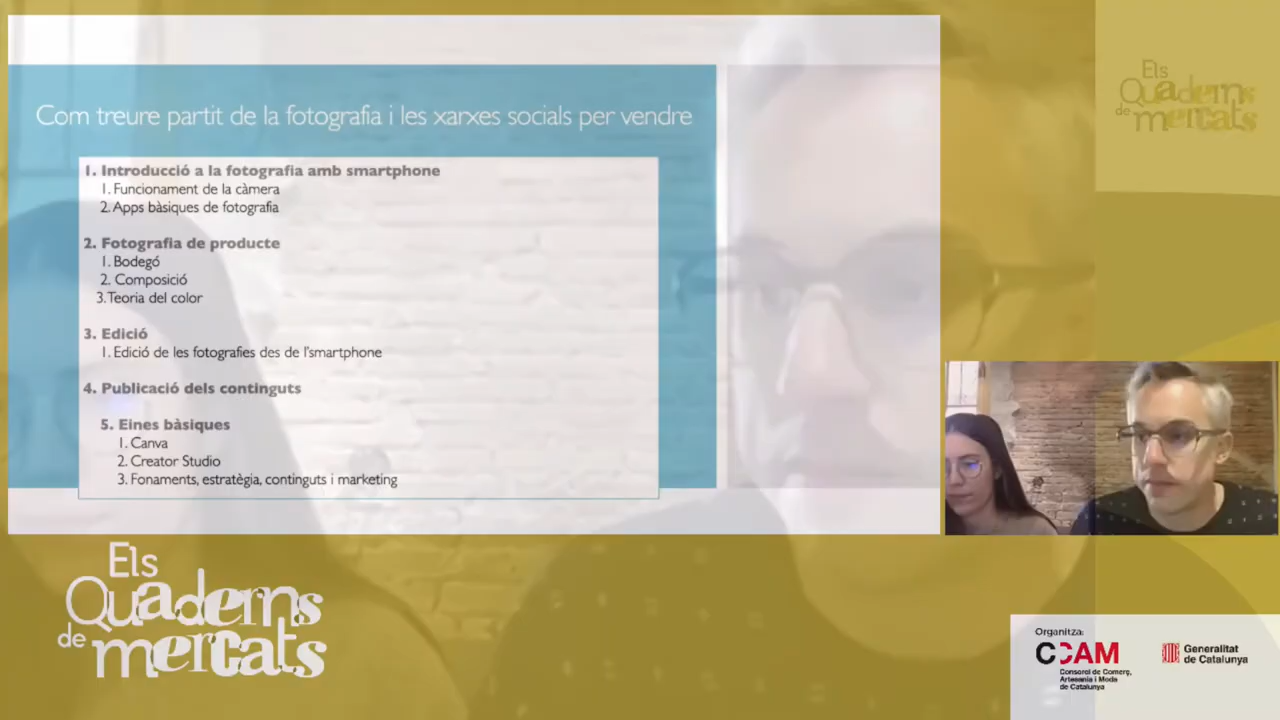 Com treure partit de la fotografia i les xarxes socials per vendre
1. Introducció a la fotografia amb smartphone
1. Funcionament de la càmera
2. Apps bàsiques de fotografia
2. Fotografia de producte
1. Bodegó
2. Composició
3. Teoria del color
3. Edició
1. Edició de les fotografies des de l'smartphone
4. Publicació dels continguts
5. Eines bàsiques
1. Canva
2. Creator Studio
3. Fonaments, estratègia, continguts i marketing
Els
Quaderns
de mercats
Els
Quaderns
de mercats
Organitza:
CCAM
Consorci de Comerç,
Artesania i Moda
de Catalunya
Generalitat
de Catalunya